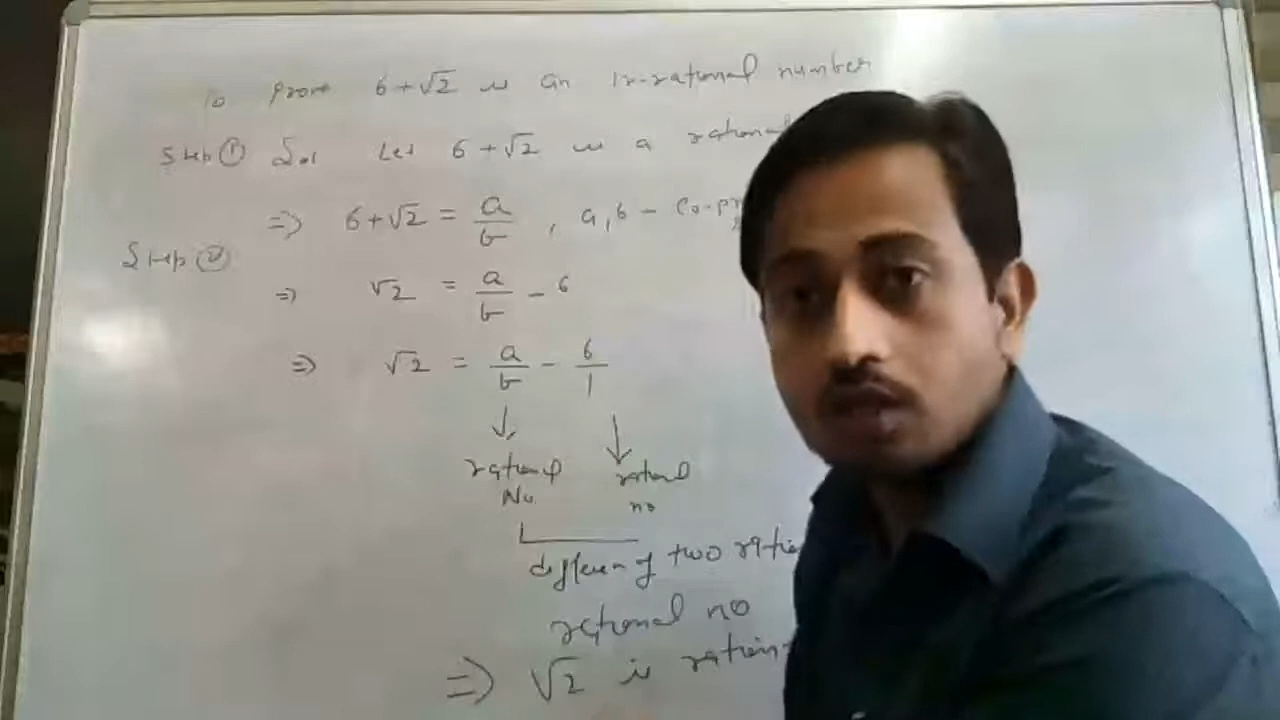 To prove 6+√2 is an Ir-rational number
Step ① Sol Let 6+√2 is a rational
=> 6+√2 = a/b , a,b - Co-pr
Step ②
=> √2 = a/b - 6
=> √2 = a/b - 6/1
rational rational
No no
differen of two ratio
rational no
=> √2 is ration